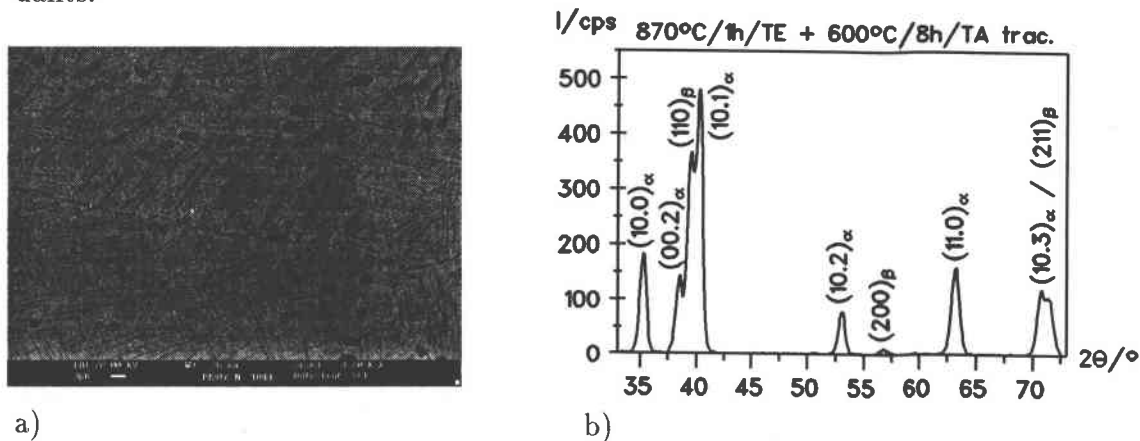 I/cps 870°C/1h/TE + 600°C/8h/TA trac.
500
400
300
200
100
0
(10.0)α
(00.2)α
(110)β
(10.1)α
(10.2)α
(200)β
(11.0)α
(10.3)α / (211)β
35 40 45 50 55 60 65 70 2θ/°
a) b)